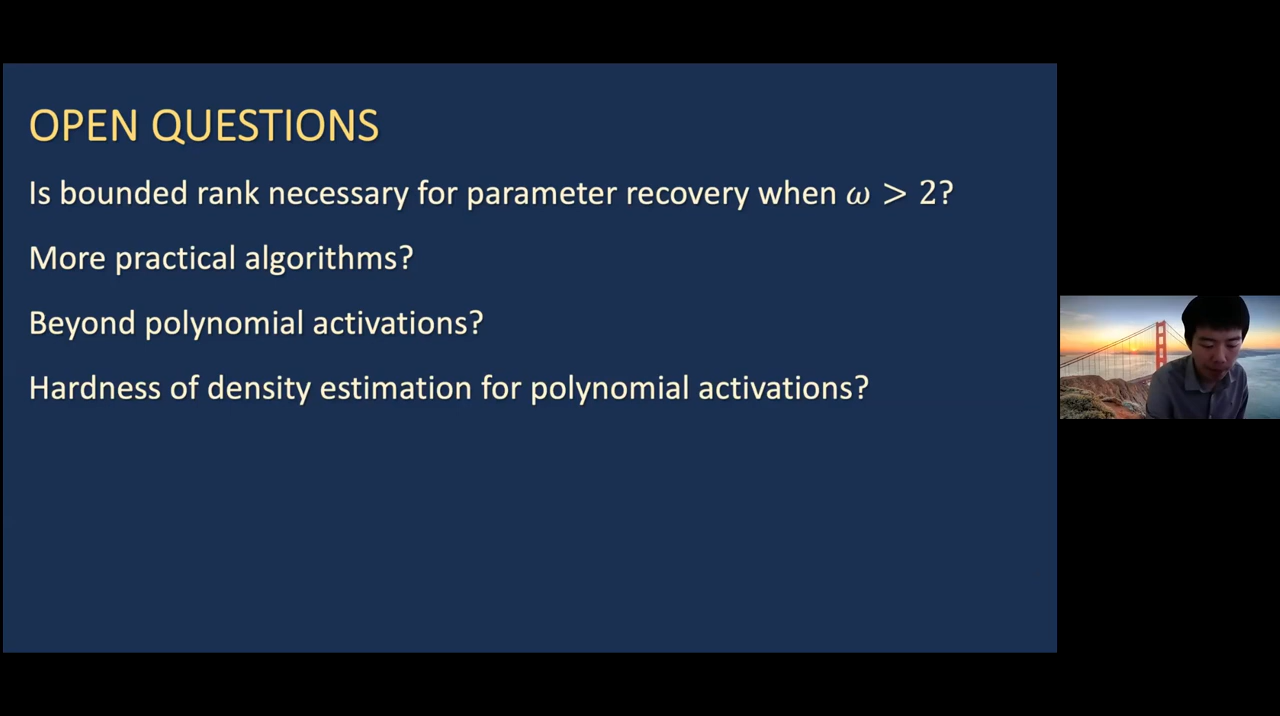 OPEN QUESTIONS
Is bounded rank necessary for parameter recovery when ω > 2?
More practical algorithms?
Beyond polynomial activations?
Hardness of density estimation for polynomial activations?